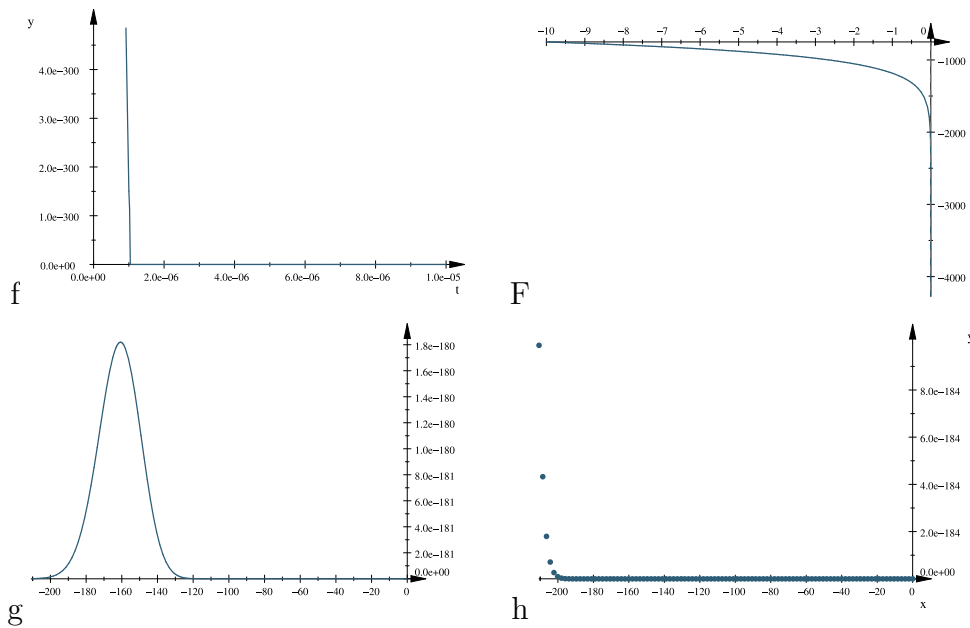 y
4.0e−300
3.0e−300
2.0e−300
1.0e−300
0.0e+00
0.0e+00 2.0e−06 4.0e−06 6.0e−06 8.0e−06 1.0e−05
t
f
−10 −9 −8 −7 −6 −5 −4 −3 −2 −1 0
−1000
−2000
−3000
−4000
F
1.8e−180
1.6e−180
1.4e−180
1.2e−180
1.0e−180
8.0e−181
6.0e−181
4.0e−181
2.0e−181
0.0e+00
−200 −180 −160 −140 −120 −100 −80 −60 −40 −20 0
g
y
8.0e−184
6.0e−184
4.0e−184
2.0e−184
0.0e+00
−200 −180 −160 −140 −120 −100 −80 −60 −40 −20 0
x
h